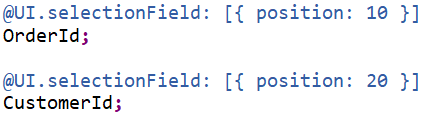 @UI.selectionField: [{ position: 10 }]
OrderId;
@UI.selectionField: [{ position: 20 }]
CustomerId;